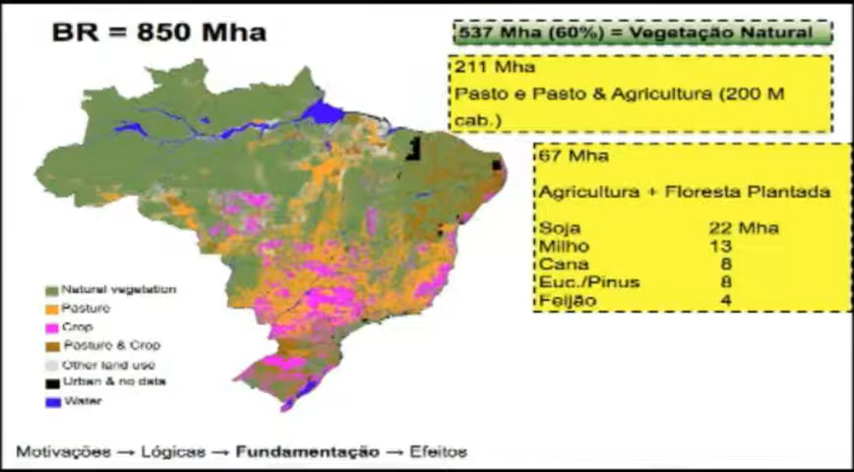 BR = 850 Mha
537 Mha (60%) = Vegetação Natural
211 Mha
Pasto e Pasto & Agricultura (200 M
cab.)
67 Mha
Agricultura + Floresta Plantada
Soja 22 Mha
Milho 13
Cana 8
Euc./Pinus 8
Feijão 4
Natural vegetation
Pasture
Crop
Pasture & Crop
Other land use
Urban & no data
Water
Motivações → Lógicas → Fundamentação → Efeitos